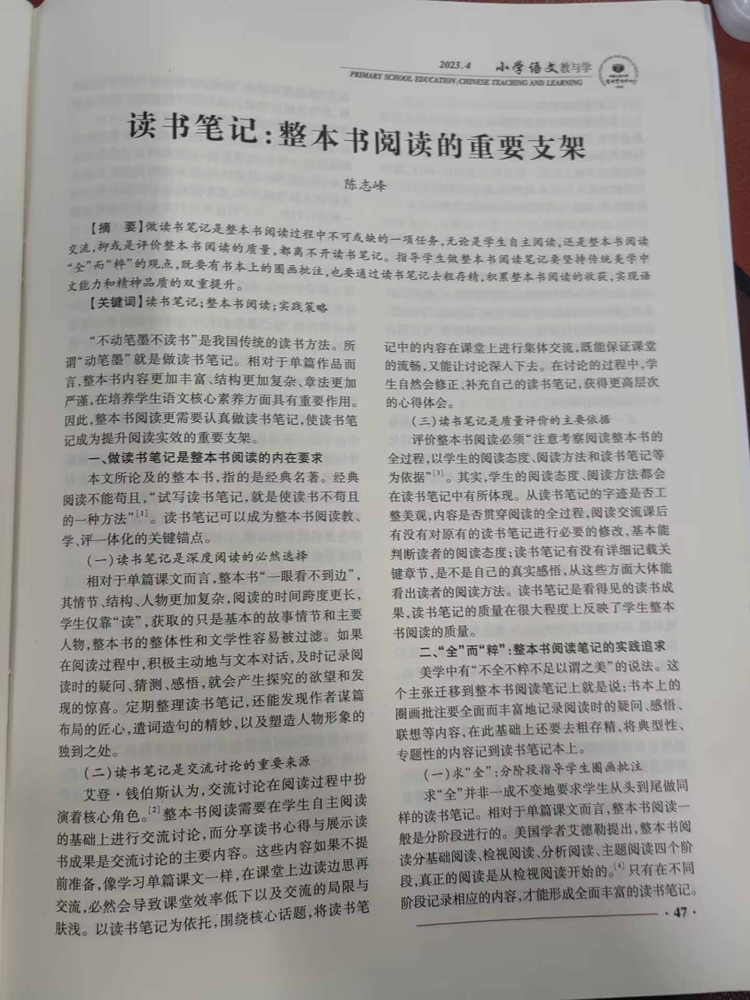 2023.4 小学语文教与学
PRIMARY SCHOOL EDUCATION:CHINESE TEACHING AND LEARNING
读书笔记:整本书阅读的重要支架
陈志峰
【摘 要】做读书笔记是整本书阅读过程中不可或缺的一项任务,无论是学生自主阅读,还是整本书阅读
交流,抑或是评价整本书阅读的质量,都离不开读书笔记。指导学生做整本书阅读笔记要坚持传统美学中
“全”而“粹”的观点,既要有书本上的圈画批注,也要通过读书笔记去粗存精,积累整本书阅读的收获,实现语
文能力和精神品质的双重提升。
【关键词】读书笔记;整本书阅读;实践策略
“不动笔墨不读书”是我国传统的读书方法。所
谓“动笔墨”就是做读书笔记。相对于单篇作品而
言,整本书内容更加丰富、结构更加复杂、章法更加
严谨,在培养学生语文核心素养方面具有重要作用。
因此,整本书阅读更需要认真做读书笔记,使读书笔
记成为提升阅读实效的重要支架。
一、做读书笔记是整本书阅读的内在要求
本文所论及的整本书,指的是经典名著。经典
阅读不能苟且,“试写读书笔记,就是使读书不苟且
的一种方法”[1]。读书笔记可以成为整本书阅读教、
学、评一体化的关键锚点。
(一)读书笔记是深度阅读的必然选择
相对于单篇课文而言,整本书“一眼看不到边”,
其情节、结构、人物更加复杂,阅读的时间跨度更长,
学生仅靠“读”,获取的只是基本的故事情节和主要
人物,整本书的整体性和文学性容易被过滤。如果
在阅读过程中,积极主动地与文本对话,及时记录阅
读时的疑问、猜测、感悟,就会产生探究的欲望和发
现的惊喜。定期整理读书笔记,还能发现作者谋篇
布局的匠心,遣词造句的精妙,以及塑造人物形象的
独到之处。
(二)读书笔记是交流讨论的重要来源
艾登·钱伯斯认为,交流讨论在阅读过程中扮
演着核心角色。[2]整本书阅读需要在学生自主阅读
的基础上进行交流讨论,而分享读书心得与展示读
书成果是交流讨论的主要内容。这些内容如果不提
前准备,像学习单篇课文一样,在课堂上边读边思再
交流,必然会导致课堂效率低下以及交流的局限与
肤浅。以读书笔记为依托,围绕核心话题,将读书笔
记中的内容在课堂上进行集体交流,既能保证课堂
的流畅,又能让讨论深入下去。在讨论的过程中,学
生自然会修正、补充自己的读书笔记,获得更高层次
的心得体会。
(三)读书笔记是质量评价的主要依据
评价整本书阅读必须“注意考察阅读整本书的
全过程,以学生的阅读态度、阅读方法和读书笔记等
为依据”[3]。其实,学生的阅读态度、阅读方法都会
在读书笔记中有所体现。从读书笔记的字迹是否工
整美观,内容是否贯穿阅读的全过程,阅读交流课后
有没有对原有的读书笔记进行必要的修改,基本能
判断读者的阅读态度;读书笔记有没有详细记载关
键章节,是不是自己的真实感悟,从这些方面大体能
看出读者的阅读方法。读书笔记是看得见的读书成
果,读书笔记的质量在很大程度上反映了学生整本
书阅读的质量。
二、“全”而“粹”:整本书阅读笔记的实践追求
美学中有“不全不粹不足以谓之美”的说法。这
个主张迁移到整本书阅读笔记上就是说:书本上的
圈画批注要全面而丰富地记录阅读时的疑问、感悟、
联想等内容,在此基础上还要去粗存精,将典型性、
专题性的内容记到读书笔记本上。
(一)求“全”:分阶段指导学生圈画批注
求“全”并非一成不变地要求学生从头到尾做同
样的读书笔记。相对于单篇课文而言,整本书阅读一
般是分阶段进行的。美国学者艾德勒提出,整本书阅
读分基础阅读、检视阅读、分析阅读、主题阅读四个阶
段,真正的阅读是从检视阅读开始的。[4]只有在不同
阶段记录相应的内容,才能形成全面丰富的读书笔记。
·47·